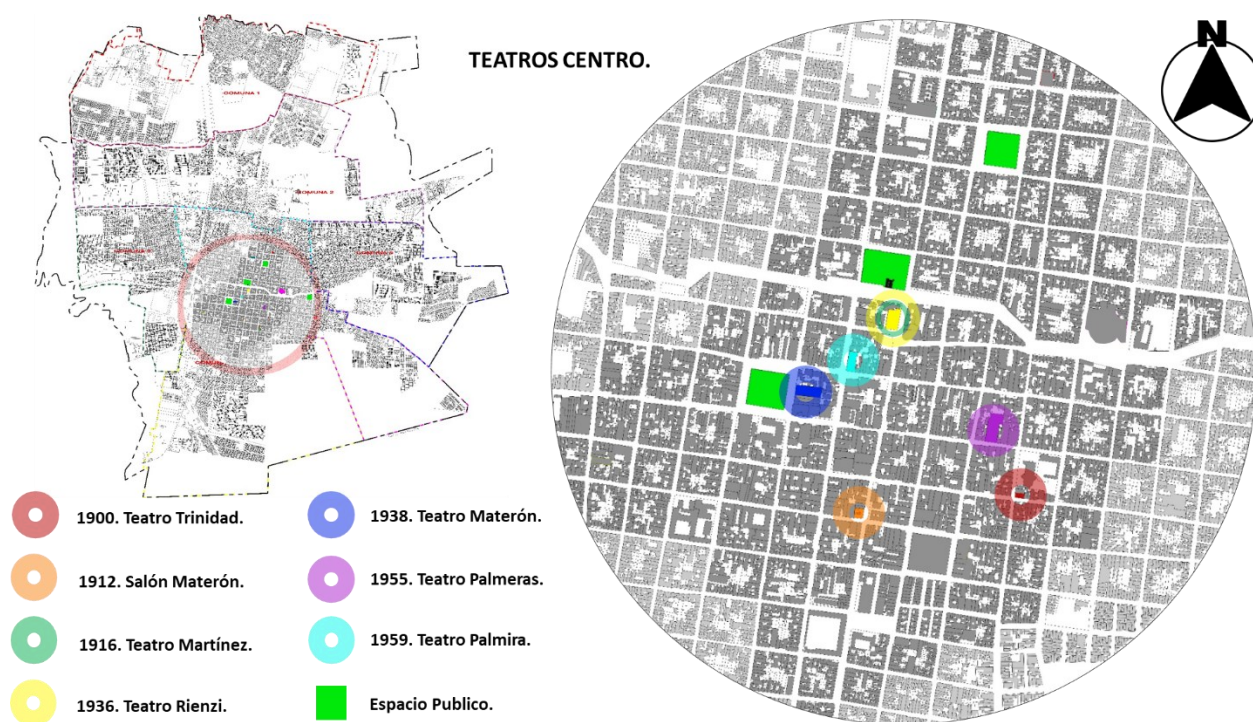 TEATROS CENTRO.
N
COMUNA 1
COMUNA 2
1900. Teatro Trinidad.
1938. Teatro Materón.
1912. Salón Materón.
1955. Teatro Palmeras.
1916. Teatro Martínez.
1959. Teatro Palmira.
1936. Teatro Rienzi.
Espacio Publico.